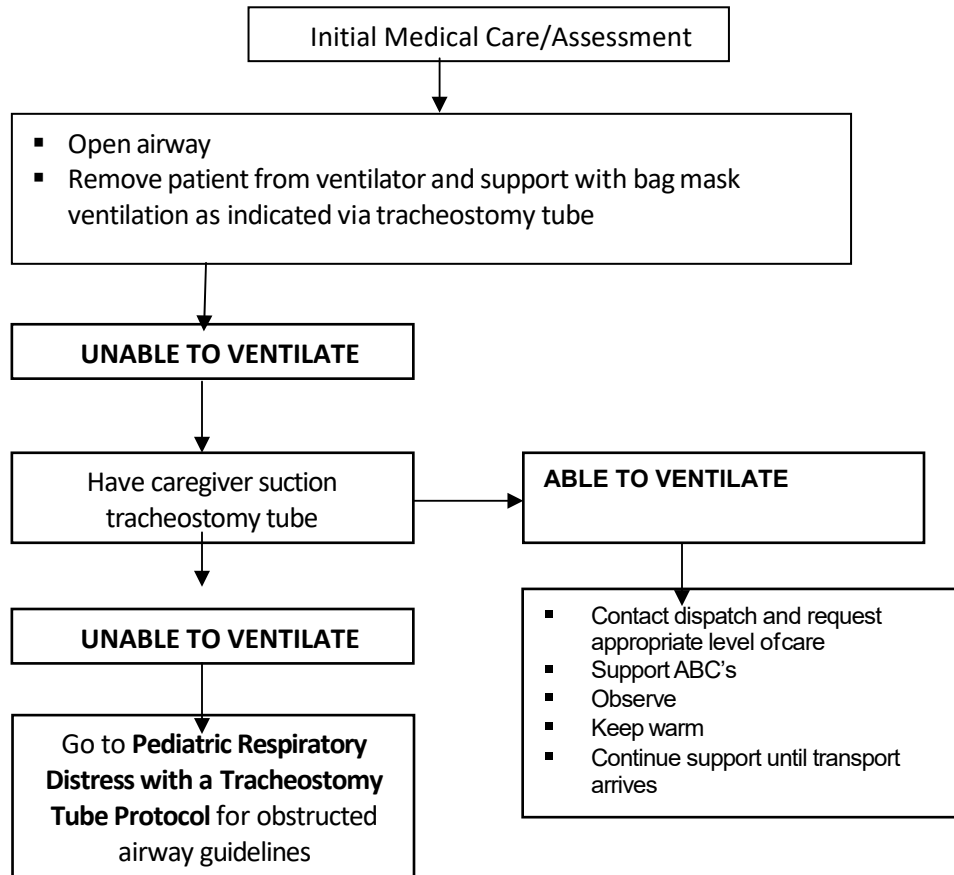 Initial Medical Care/Assessment
▪ Open airway
▪ Remove patient from ventilator and support with bag mask
ventilation as indicated via tracheostomy tube
UNABLE TO VENTILATE
Have caregiver suction
tracheostomy tube
ABLE TO VENTILATE
UNABLE TO VENTILATE
▪ Contact dispatch and request
appropriate level of care
▪ Support ABC's
▪ Observe
▪ Keep warm
▪ Continue support until transport
arrives
Go to Pediatric Respiratory
Distress with a Tracheostomy
Tube Protocol for obstructed
airway guidelines